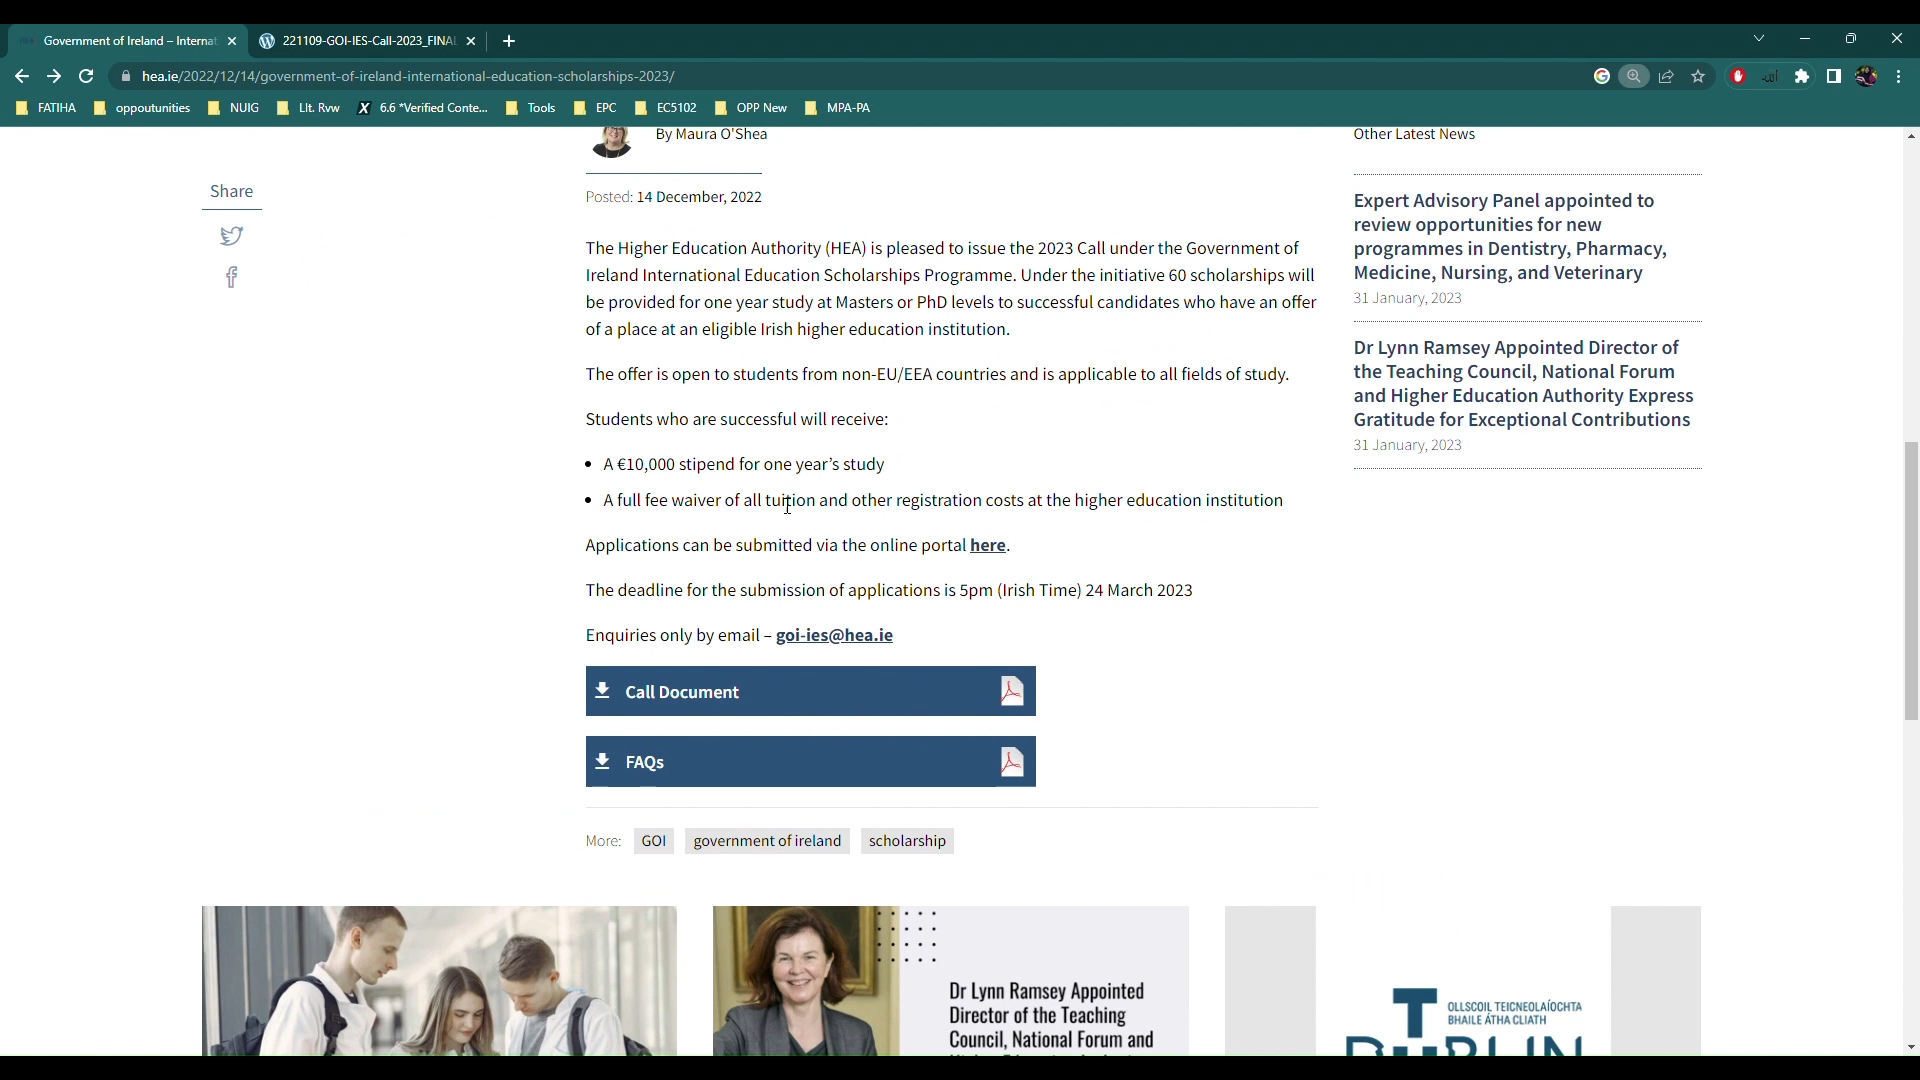 Government of Ireland – Internat
221109-GOI-IES-Call-2023_FINAL
hea.ie/2022/12/14/government-of-ireland-international-education-scholarships-2023/
FATIHA
oppoutunities
NUIG
LIt. Rvw
6.6 *Verified Conte...
Tools
EPC
EC5102
OPP New
MPA-PA
By Maura O'Shea
Other Latest News
Share
Posted: 14 December, 2022
The Higher Education Authority (HEA) is pleased to issue the 2023 Call under the Government of
Ireland International Education Scholarships Programme. Under the initiative 60 scholarships will
be provided for one year study at Masters or PhD levels to successful candidates who have an offer
of a place at an eligible Irish higher education institution.
The offer is open to students from non-EU/EEA countries and is applicable to all fields of study.
Students who are successful will receive:
• A €10,000 stipend for one year’s study
• A full fee waiver of all tuition and other registration costs at the higher education institution
Applications can be submitted via the online portal here.
The deadline for the submission of applications is 5pm (Irish Time) 24 March 2023
Enquiries only by email – goi-ies@hea.ie
Call Document
FAQs
More: GOI government of ireland scholarship
Expert Advisory Panel appointed to
review opportunities for new
programmes in Dentistry, Pharmacy,
Medicine, Nursing, and Veterinary
31 January, 2023
Dr Lynn Ramsey Appointed Director of
the Teaching Council, National Forum
and Higher Education Authority Express
Gratitude for Exceptional Contributions
31 January, 2023
Dr Lynn Ramsey Appointed
Director of the Teaching
Council, National Forum and
OLLSCOIL TEICNEOLAÍOCHTA
BHAILE ÁTHA CLIATH
DUBLIN